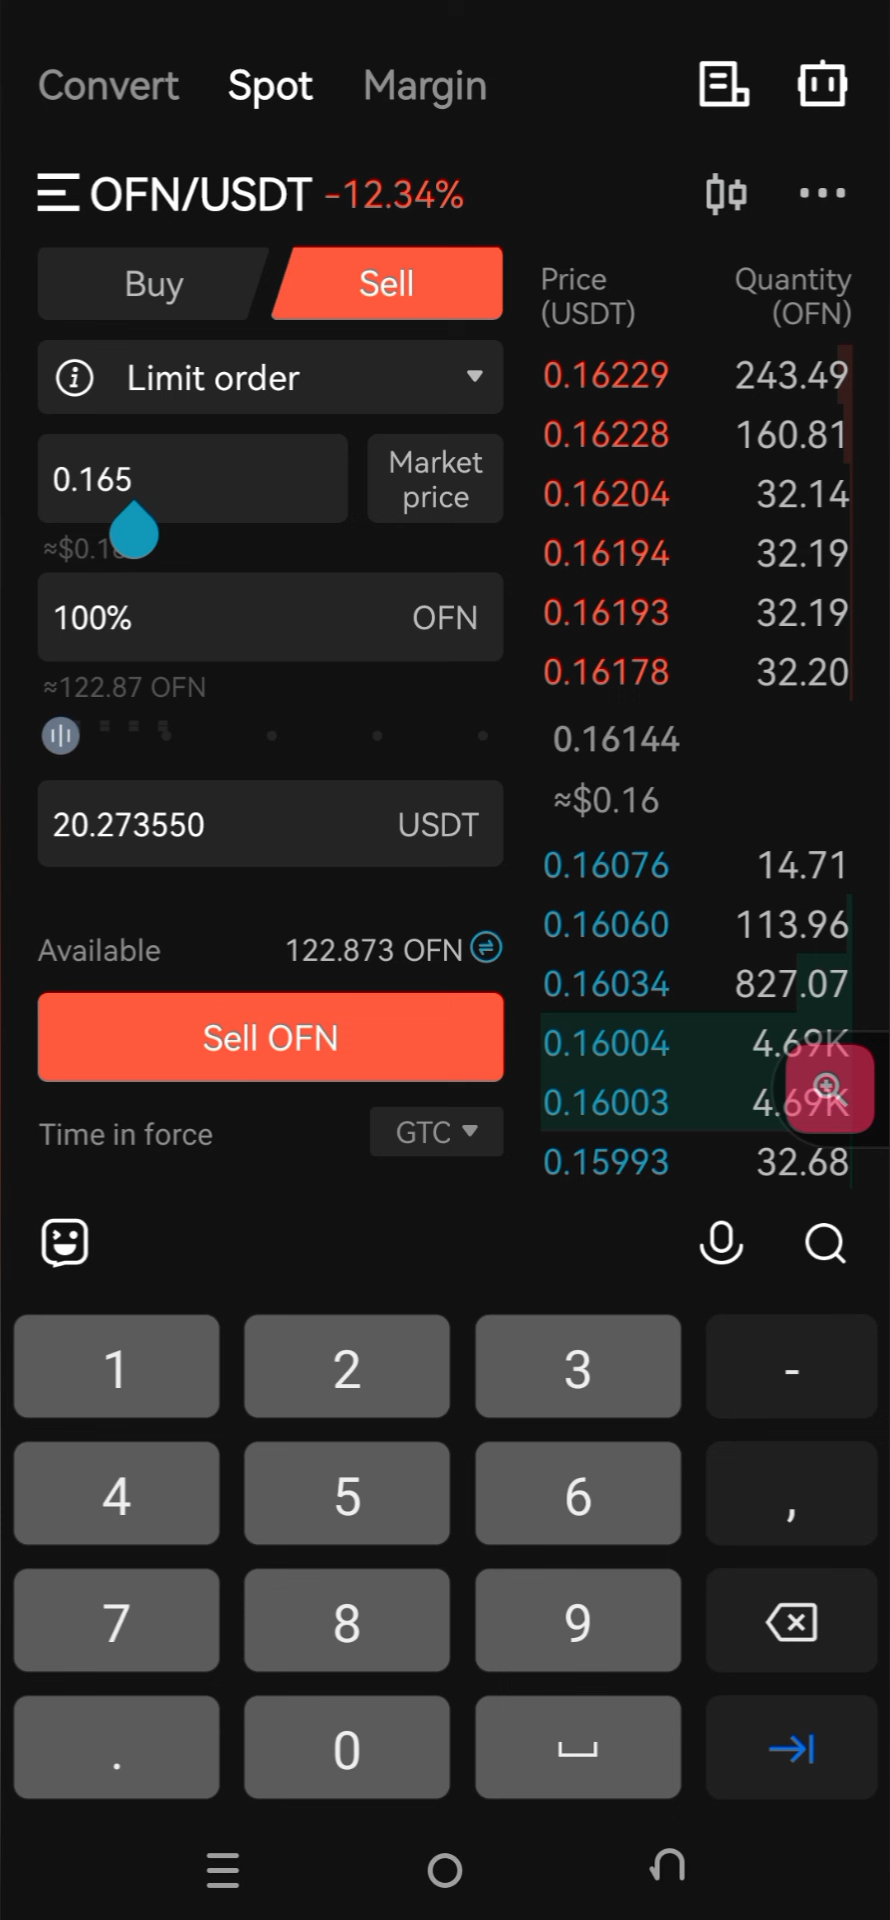 Convert Spot Margin
OFN/USDT -12.34%
Buy Sell
Limit order
0.165
Market
price
100% OFN
≈122.87 OFN
20.273550 USDT
Available 122.873 OFN
Sell OFN
Time in force GTC
Price
(USDT)
Quantity
(OFN)
0.16229 243.49
0.16228 160.81
0.16204 32.14
0.16194 32.19
0.16193 32.19
0.16178 32.20
0.16144
≈$0.16
0.16076 14.71
0.16060 113.96
0.16034 827.07
0.16004 4.69K
0.16003 4.69K
0.15993 32.68
1 2 3 -
4 5 6 ,
7 8 9
. 0